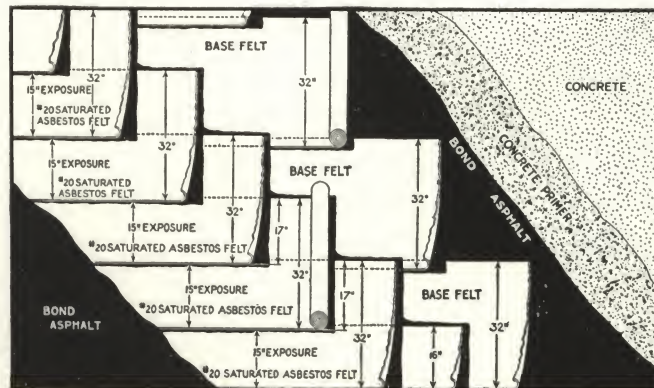 BASE FELT
CONCRETE
32"
32"
15" EXPOSURE
#20 SATURATED
ASBESTOS FELT
32"
CONCRETE PRIMER
BOND ASPHALT
15" EXPOSURE
#20 SATURATED
ASBESTOS FELT
32"
BASE FELT
32"
15" EXPOSURE
#20 SATURATED ASBESTOS FELT
17"
32"
BASE FELT
32"
15" EXPOSURE
#20 SATURATED ASBESTOS FELT
17"
32"
16"
BOND
ASPHALT
15" EXPOSURE
#20 SATURATED ASBESTOS FELT